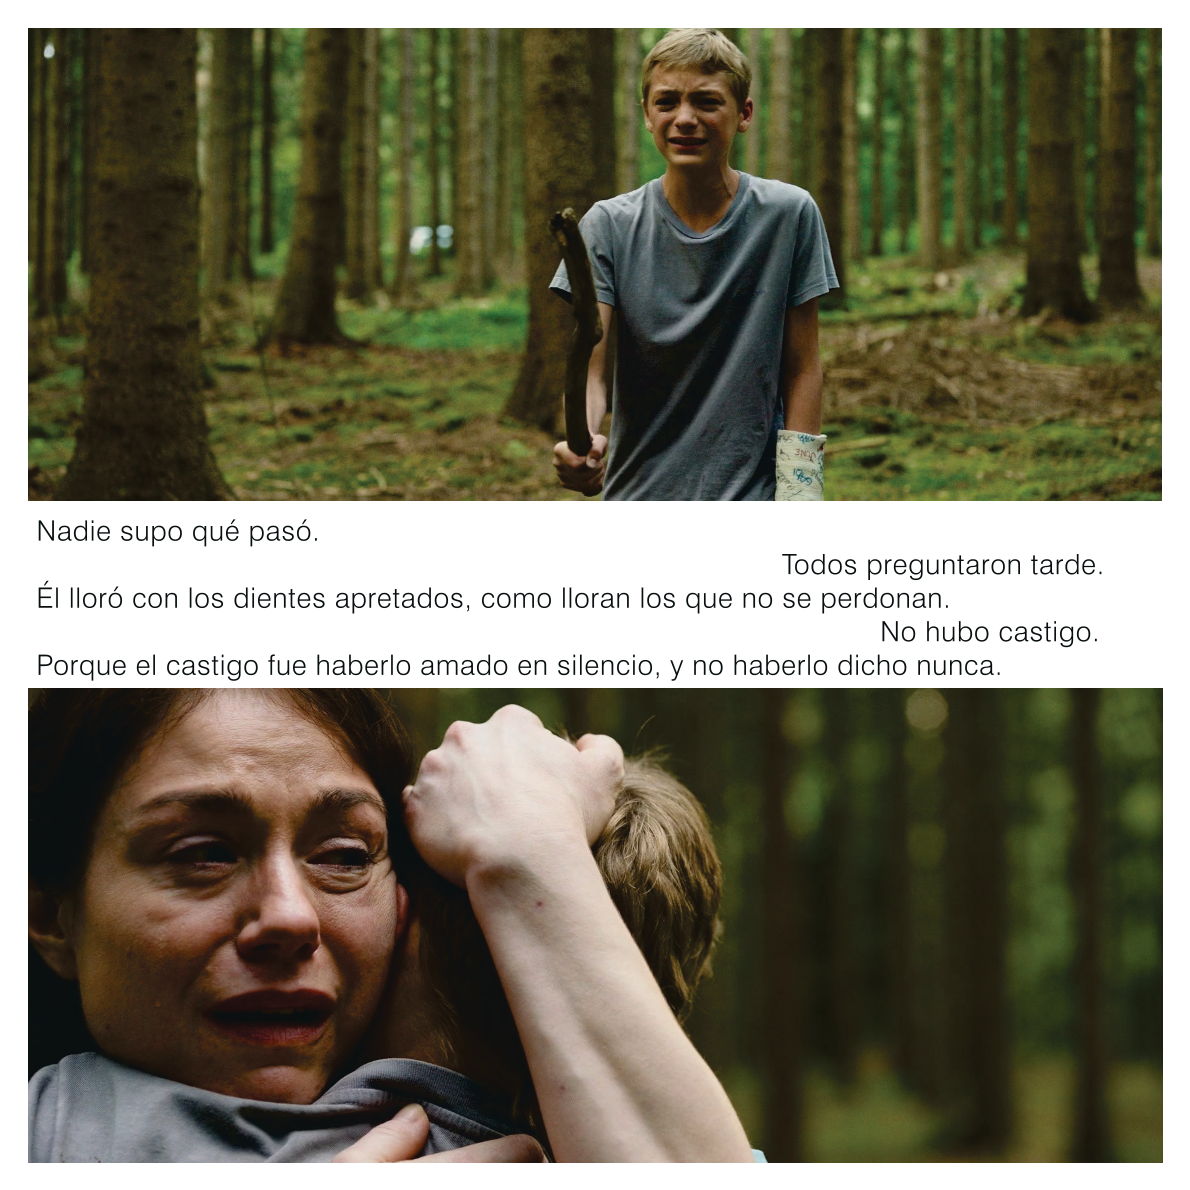 Nadie supo qué pasó.
Todos preguntaron tarde.
Él lloró con los dientes apretados, como lloran los que no se perdonan.
No hubo castigo.
Porque el castigo fue haberlo amado en silencio, y no haberlo dicho nunca.